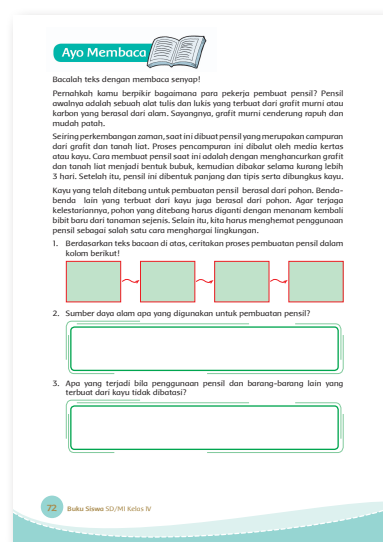 Ayo Membaca
Bacalah teks dengan membaca senyap!
Pernahkah kamu berpikir bagaimana para pekerja pembuat pensil? Pensil
awalnya adalah sebuah alat tulis dan lukis yang terbuat dari grafit murni atau
karbon yang berasal dari alam. Sayangnya, grafit murni cenderung rapuh dan
mudah patah.
Seiring perkembangan zaman, saat ini dibuat pensil yang merupakan campuran
dari grafit dan tanah liat. Proses pencampuran ini dibalut oleh media kertas
atau kayu. Cara membuat pensil saat ini adalah dengan menghancurkan grafit
dan tanah liat menjadi bentuk bubuk, kemudian dibakar selama kurang lebih
3 hari. Setelah itu, pensil ini dibentuk panjang dan tipis serta dibungkus kayu.
Kayu yang telah ditebang untuk pembuatan pensil berasal dari pohon. Benda-
benda lain yang terbuat dari kayu juga berasal dari pohon. Agar terjaga
kelestariannya, pohon yang ditebang harus diganti dengan menanam kembali
bibit baru dari tanaman sejenis. Selain itu, kita harus menghemat penggunaan
pensil sebagai salah satu cara menghargai lingkungan.
1. Berdasarkan teks bacaan di atas, ceritakan proses pembuatan pensil dalam
kolom berikut!
2. Sumber daya alam apa yang digunakan untuk pembuatan pensil?
3. Apa yang terjadi bila penggunaan pensil dan barang-barang lain yang
terbuat dari kayu tidak dibatasi?
72 Buku Siswa SD/MI Kelas IV